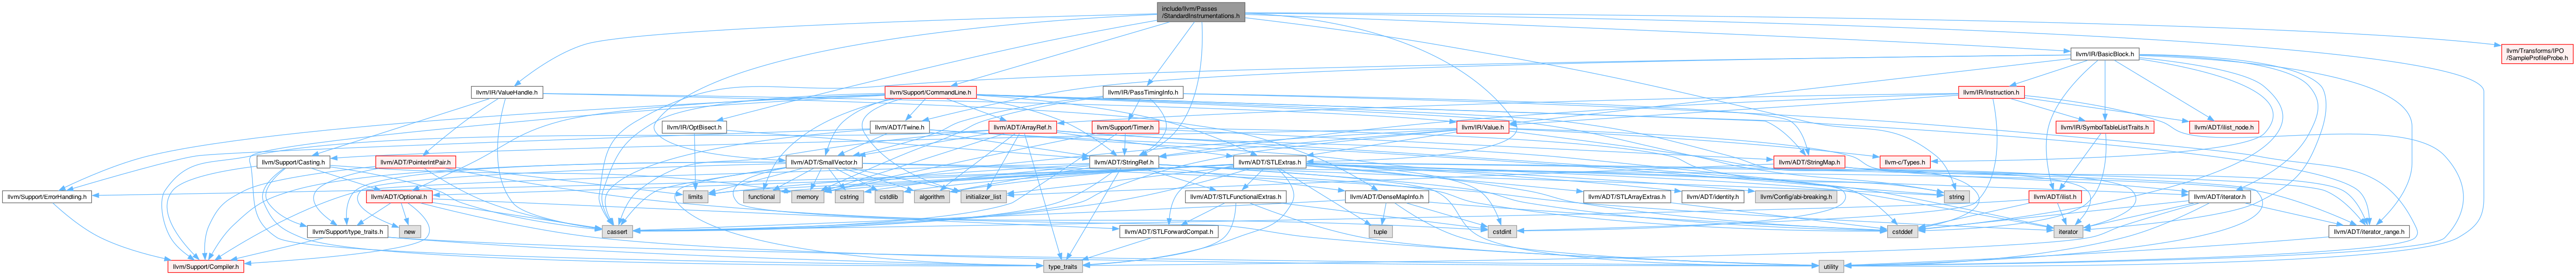 include/llvm/Passes
/StandardInstrumentations.h
llvm/Transforms/IPO
/SampleProfileProbe.h
llvm/IR/BasicBlock.h
llvm/IR/ValueHandle.h
llvm/Support/CommandLine.h
llvm/IR/PassTimingInfo.h
llvm/IR/Instruction.h
llvm/IR/OptBisect.h
llvm/ADT/Twine.h
llvm/ADT/ArrayRef.h
llvm/Support/Timer.h
llvm/IR/Value.h
llvm/IR/SymbolTableListTraits.h
llvm/ADT/ilist_node.h
llvm/Support/Casting.h
llvm/ADT/PointerIntPair.h
llvm/ADT/SmallVector.h
llvm/ADT/StringRef.h
llvm/ADT/STLExtras.h
llvm/ADT/StringMap.h
llvm-c/Types.h
llvm/Support/ErrorHandling.h
llvm/ADT/Optional.h
limits
functional
memory
cstring
cstdlib
algorithm
initializer_list
llvm/ADT/STLFunctionalExtras.h
llvm/ADT/DenseMapInfo.h
llvm/ADT/STLArrayExtras.h
llvm/ADT/identity.h
llvm/Config/abi-breaking.h
string
llvm/ADT/ilist.h
llvm/ADT/iterator.h
llvm/Support/type_traits.h
new
cassert
llvm/ADT/STLForwardCompat.h
tuple
cstdint
cstddef
iterator
llvm/ADT/iterator_range.h
llvm/Support/Compiler.h
type_traits
utility